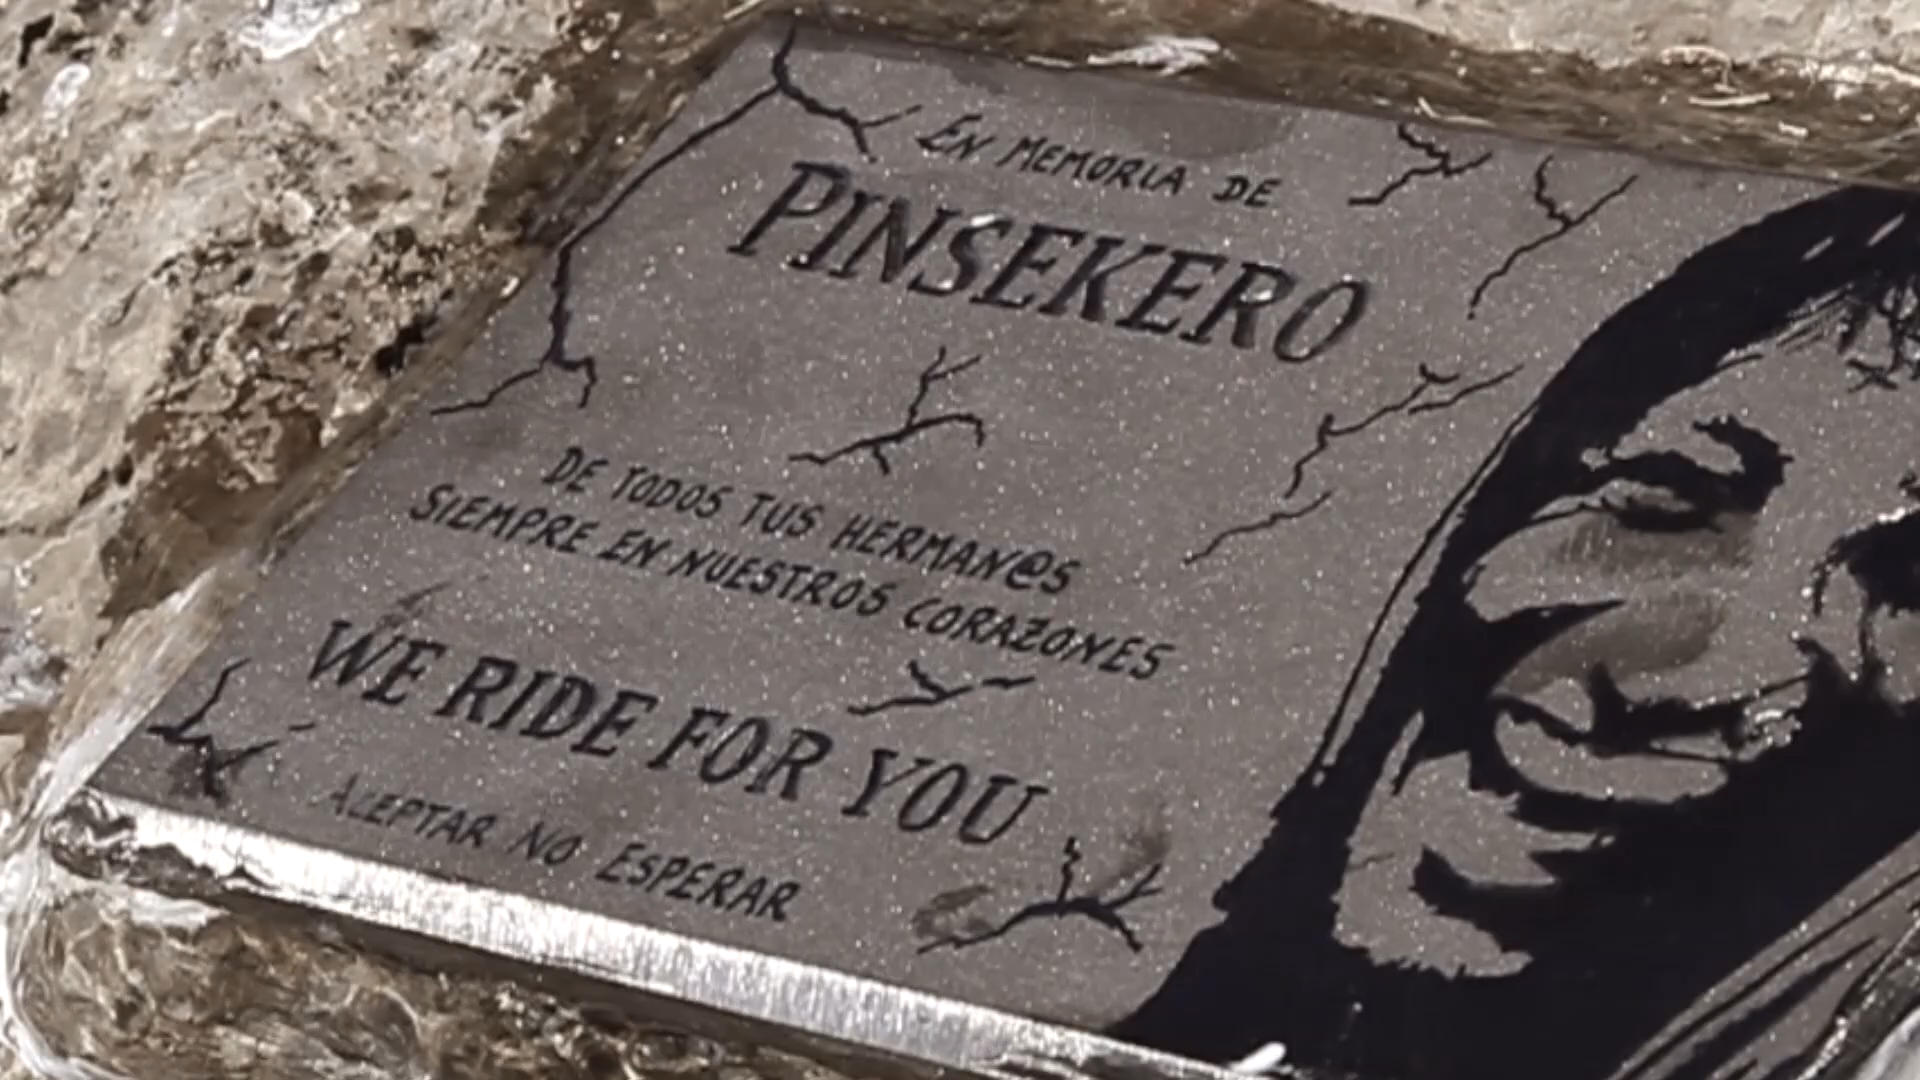 EN MEMORIA DE
PINSEKERO
DE TODOS TUS HERMAN@S
SIEMPRE EN NUESTROS CORAZONES
WE RIDE FOR YOU
ACEPTAR NO ESPERAR